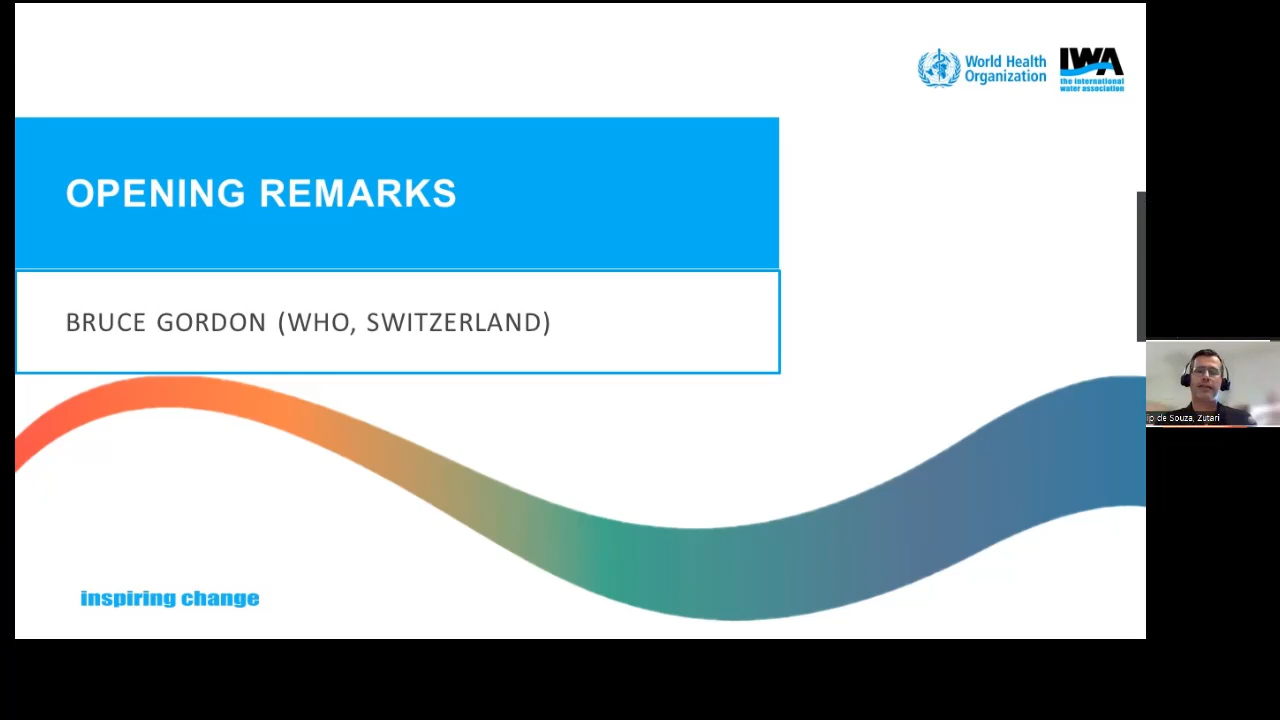 World Health
Organization
IWA
the international
water association
OPENING REMARKS
BRUCE GORDON (WHO, SWITZERLAND)
ip de Souza, Zutari
inspiring change